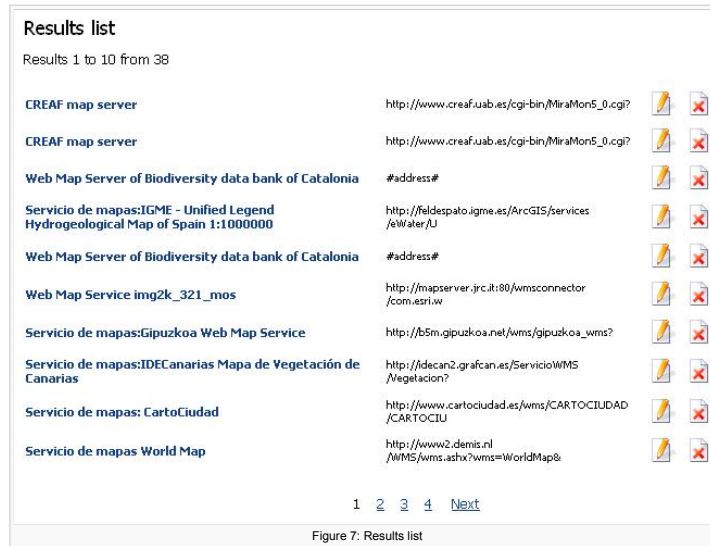 Results list
Results 1 to 10 from 38
CREAF map server
http://www.creaf.uab.es/cgi-bin/MiraMon5_0.cgi?
CREAF map server
http://www.creaf.uab.es/cgi-bin/MiraMon5_0.cgi?
Web Map Server of Biodiversity data bank of Catalonia
#address#
Servicio de mapas:IGME - Unified Legend
Hydrogeological Map of Spain 1:1000000
http://feldespato.igme.es/ArcGIS/services
/eWater/U
Web Map Server of Biodiversity data bank of Catalonia
#address#
Web Map Service img2k_321_mos
http://mapserver.jrc.it:80/wmsconnector
/com.esri.w
Servicio de mapas:Gipuzkoa Web Map Service
http://b5m.gipuzkoa.net/wms/gipuzkoa_wms?
Servicio de mapas:IDECanarias Mapa de Vegetación de
Canarias
http://idecan2.grafcan.es/ServicioWMS
/Vegetacion?
Servicio de mapas: CartoCiudad
http://www.cartociudad.es/wms/CARTOCIUDAD
/CARTOCIU
Servicio de mapas World Map
http://www2.demis.nl
/WMS/wms.ashx?wms=WorldMap&
1 2 3 4 Next
Figure 7: Results list